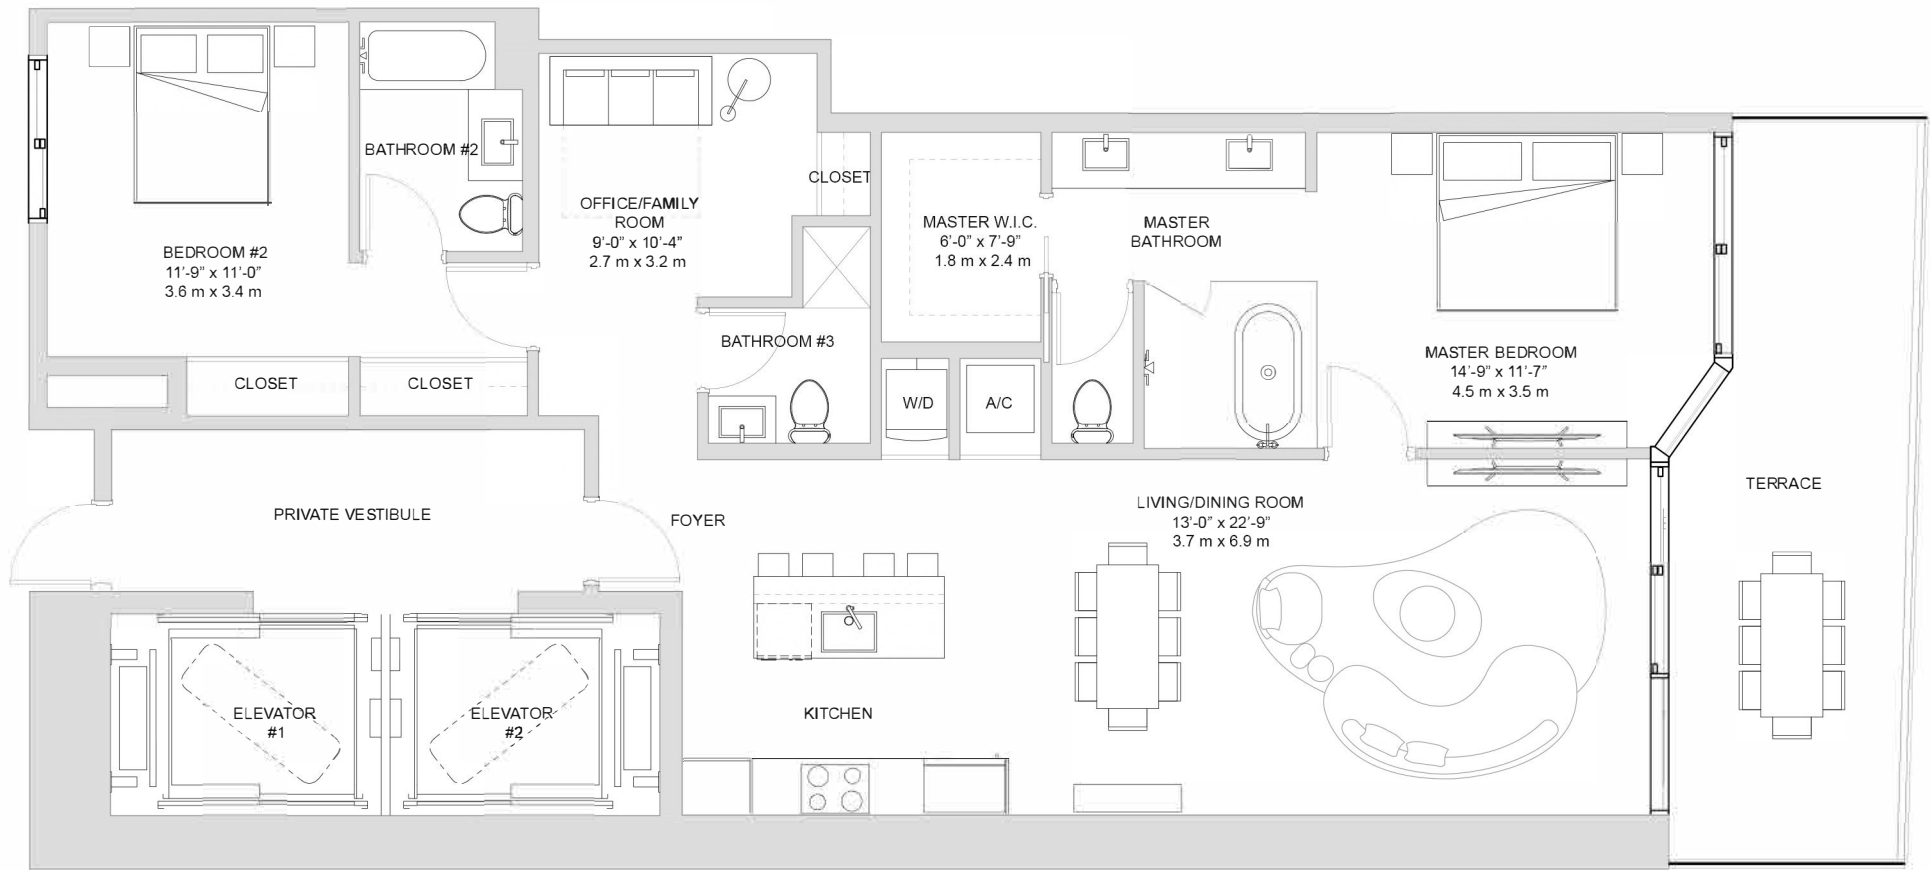 BATHROOM #2
CLOSET
OFFICE/FAMILY
ROOM
9'-0" x 10'-4"
2.7 m x 3.2 m
MASTER W.I.C.
6'-0" x 7'-9"
1.8 m x 2.4 m
MASTER
BATHROOM
BEDROOM #2
11'-9" x 11'-0"
3.6 m x 3.4 m
BATHROOM #3
MASTER BEDROOM
14'-9" x 11'-7"
4.5 m x 3.5 m
CLOSET
CLOSET
W/D
A/C
TERRACE
PRIVATE VESTIBULE
FOYER
LIVING/DINING ROOM
13'-0" x 22'-9"
3.7 m x 6.9 m
ELEVATOR
#1
ELEVATOR
#2
KITCHEN